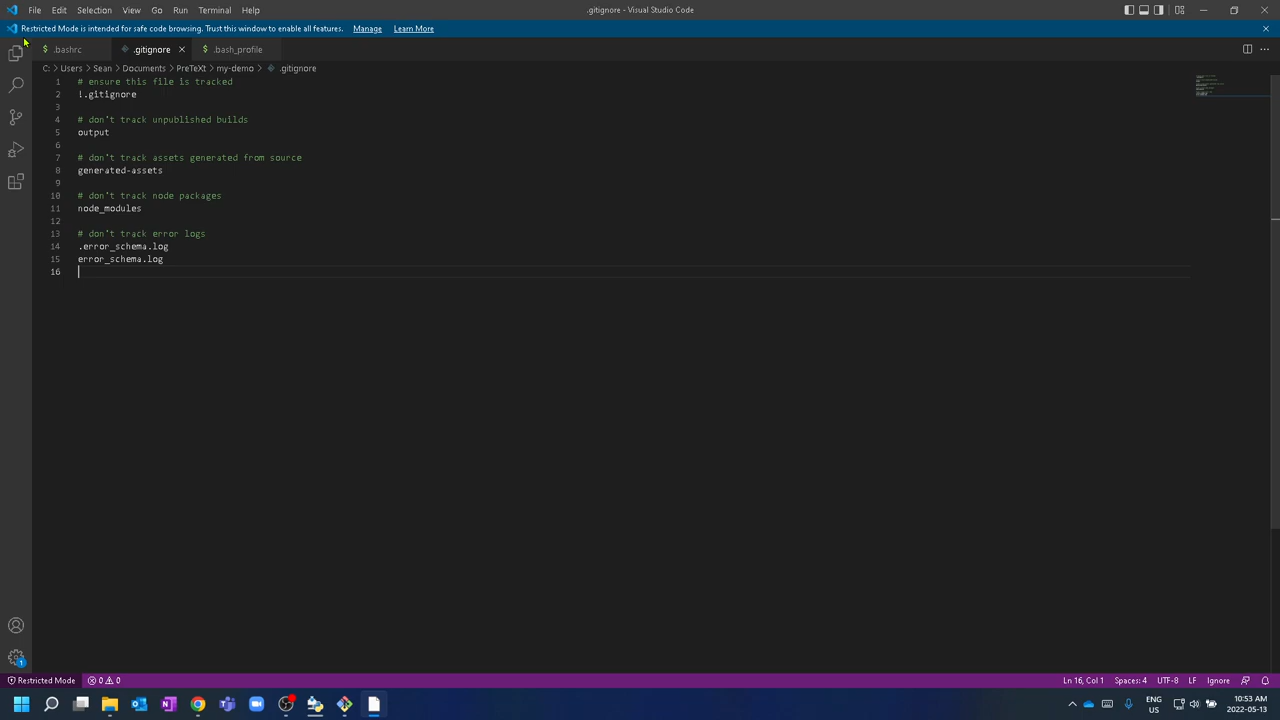 File Edit Selection View Go Run Terminal Help .gitignore - Visual Studio Code
Restricted Mode is intended for safe code browsing. Trust this window to enable all features. Manage Learn More
$ .bashrc .gitignore $ .bash_profile
C: > Users > Sean > Documents > PreTeXt > my-demo > .gitignore
1 # ensure this file is tracked
2 !.gitignore
3
4 # don't track unpublished builds
5 output
6
7 # don't track assets generated from source
8 generated-assets
9
10 # don't track node packages
11 node_modules
12
13 # don't track error logs
14 .error_schema.log
15 error_schema.log
16
1
Restricted Mode 0 0 Ln 16, Col 1 Spaces: 4 UTF-8 LF Ignore
ENG
US
10:53 AM
2022-05-13